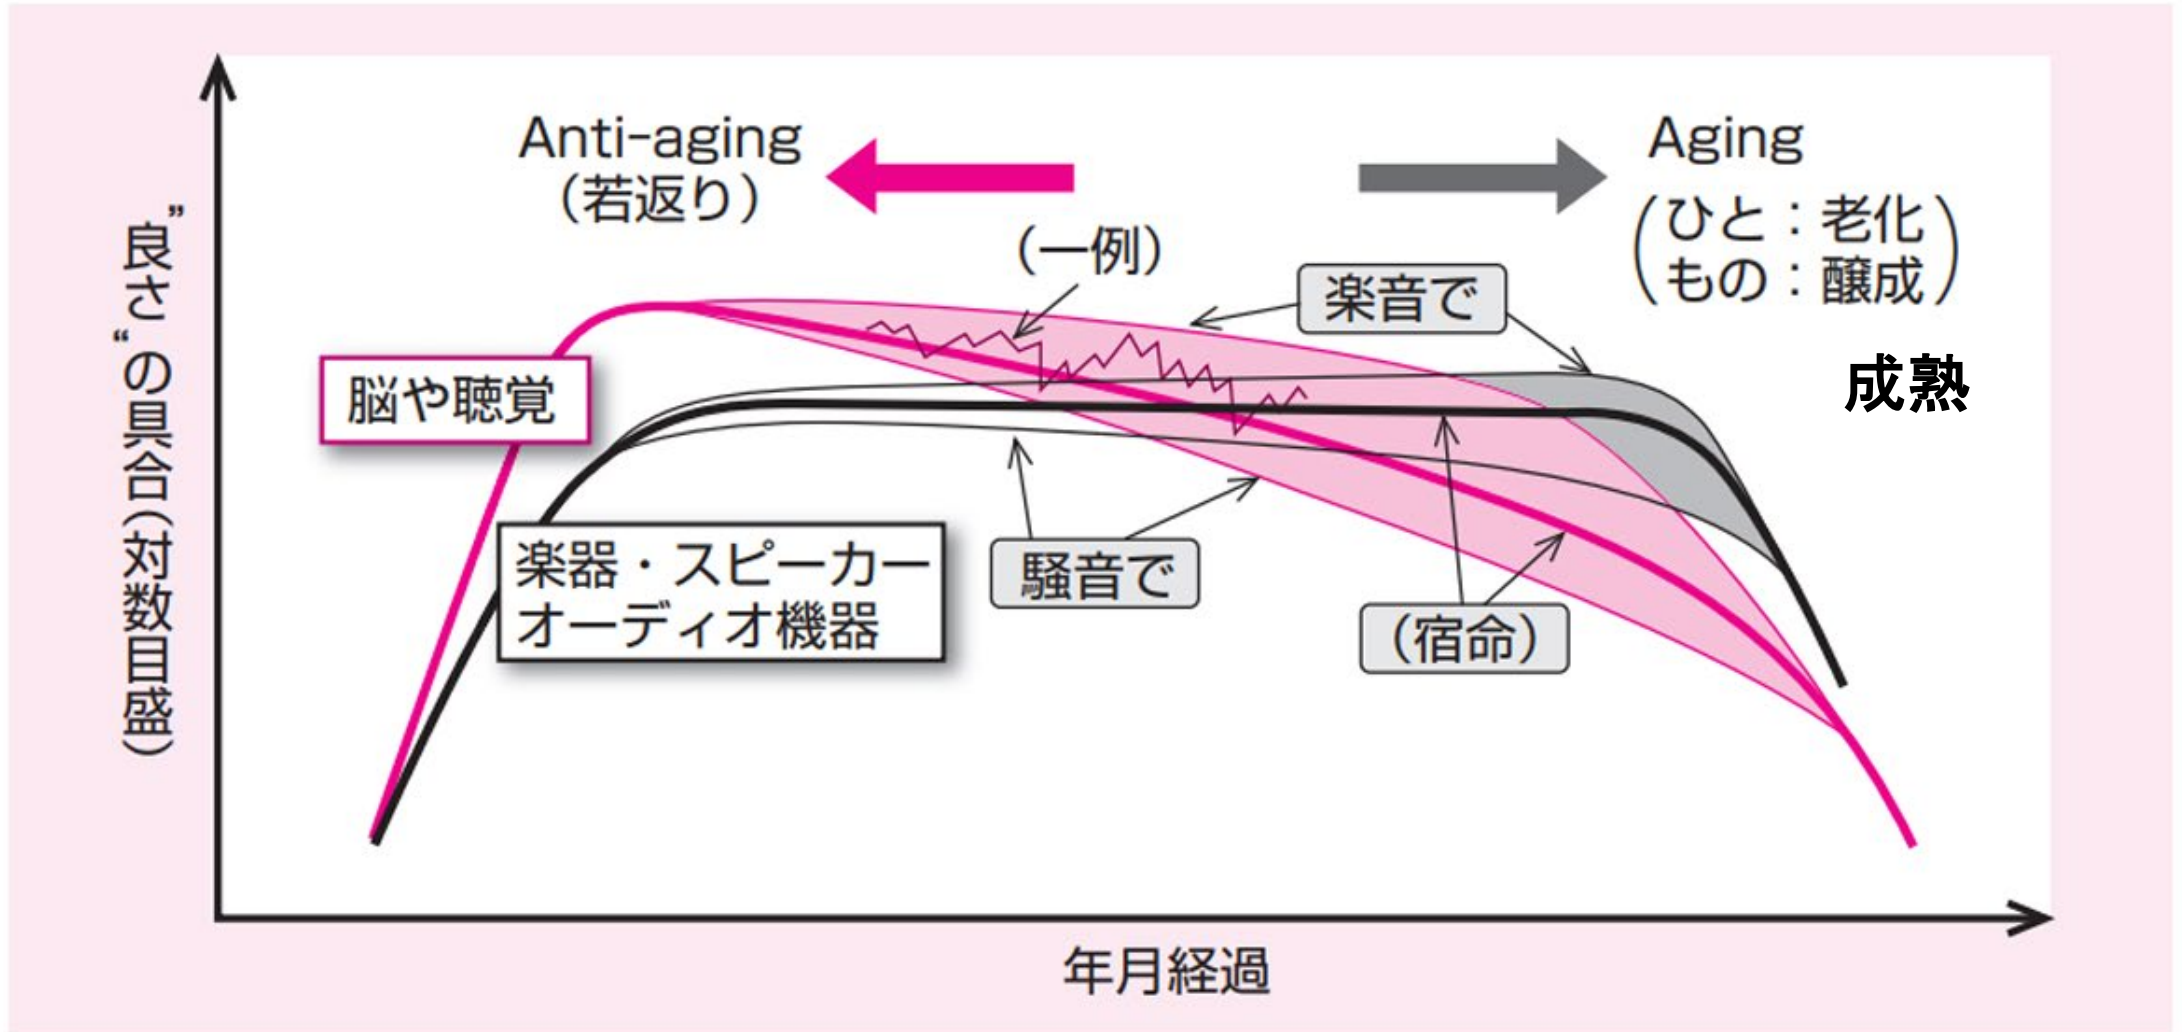 Anti-aging
（若返り）
Aging
（ひと：老化
もの：醸成）
（一例）
楽音で
成熟
脳や聴覚
楽器・スピーカー
オーディオ機器
騒音で
（宿命）
“良さ”の具合（対数目盛）
年月経過